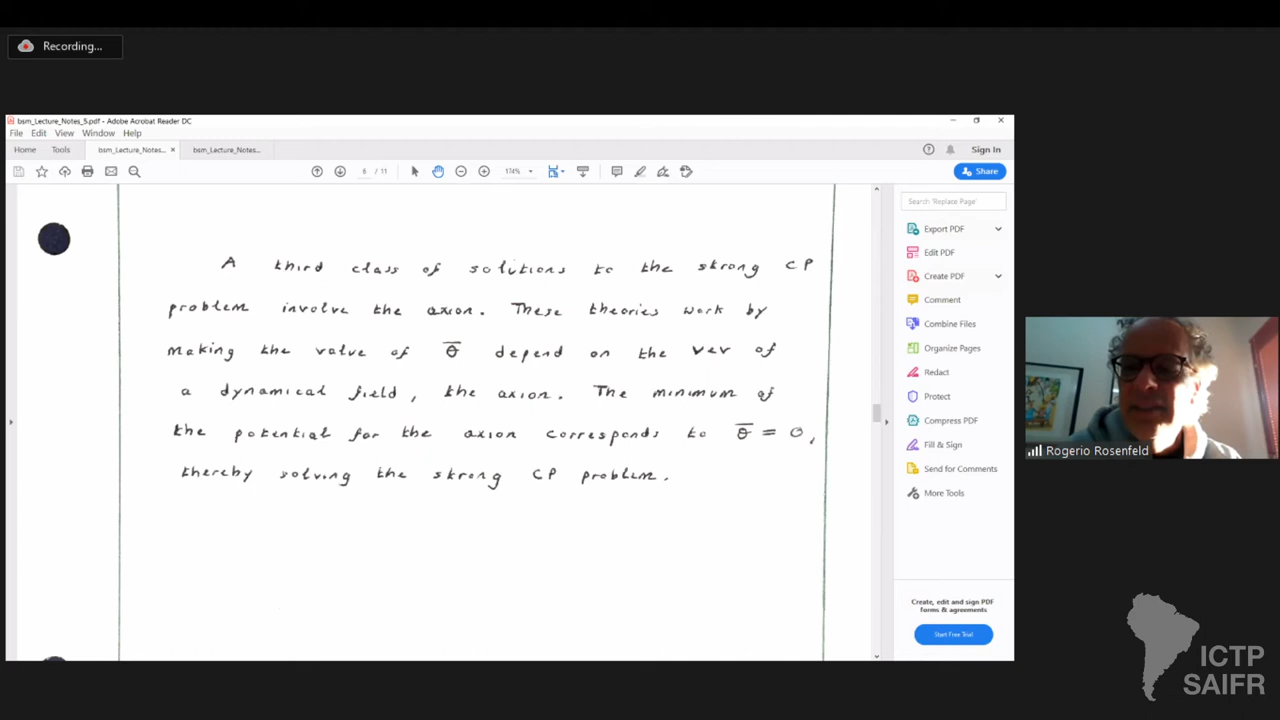 Recording...
bsm_Lecture_Notes_5.pdf - Adobe Acrobat Reader DC
File Edit View Window Help
Home Tools bsm_Lecture_Notes... × bsm_Lecture_Notes... Sign In
6 / 11 174% Share
A third class of solutions to the strong CP
problem involve the axion. These theories work by
making the value of θ̅ depend on the vev of
a dynamical field, the axion. The minimum of
the potential for the axion corresponds to θ̅ = 0,
thereby solving the strong CP problem.
Search 'Replace Page'
Export PDF
Edit PDF
Create PDF
Comment
Combine Files
Organize Pages
Redact
Protect
Compress PDF
Fill & Sign
Send for Comments
More Tools
Create, edit and sign PDF
forms & agreements
Start Free Trial
Rogerio Rosenfeld
ICTP
SAIFR